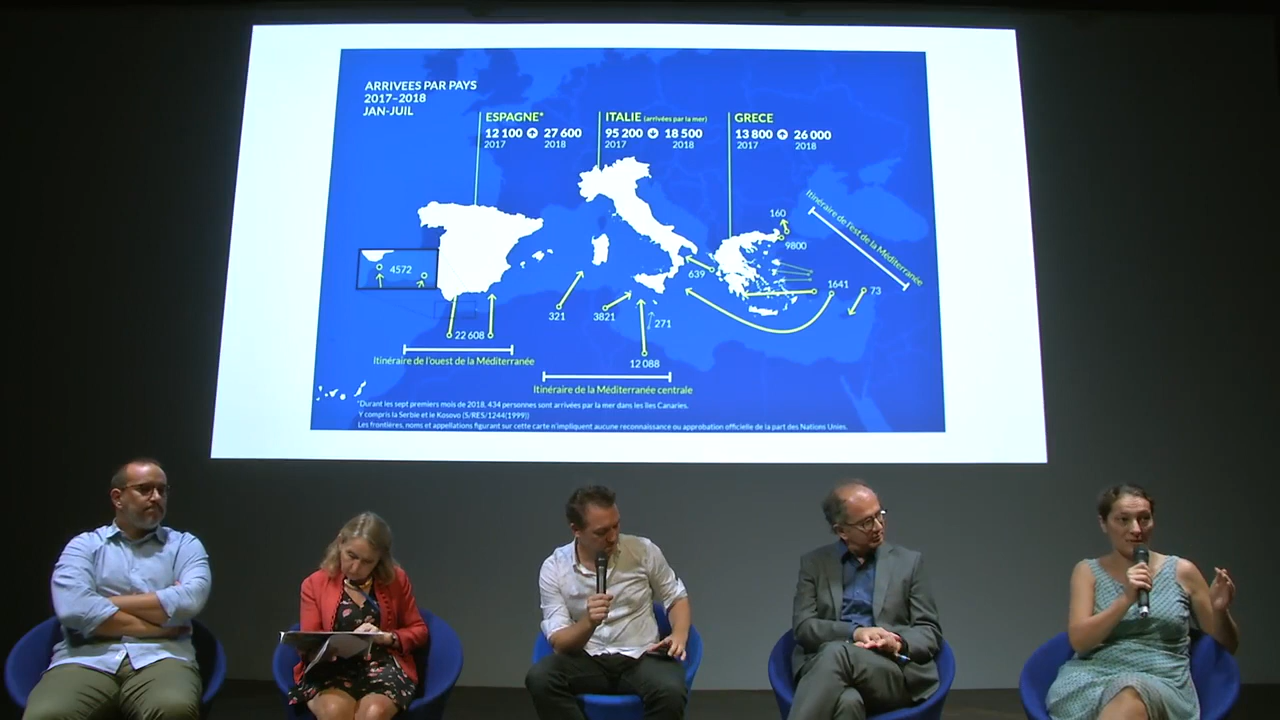 ARRIVEES PAR PAYS
2017–2018
JAN-JUIL
ESPAGNE*
12 100 27 600
2017 2018
ITALIE (arrivées par la mer)
95 200 18 500
2017 2018
GRECE
13 800 26 000
2017 2018
Itinéraire de l'est de la Méditerranée
160
9800
4572
639
1641
73
321
3821
271
22 608
12 088
Itinéraire de l'ouest de la Méditerranée
Itinéraire de la Méditerranée centrale
*Durant les sept premiers mois de 2018, 434 personnes sont arrivées par la mer dans les îles Canaries.
Y compris la Serbie et le Kosovo (S/RES/1244(1999))
Les frontières, noms et appellations figurant sur cette carte n'impliquent aucune reconnaissance ou approbation officielle de la part des Nations Unies.